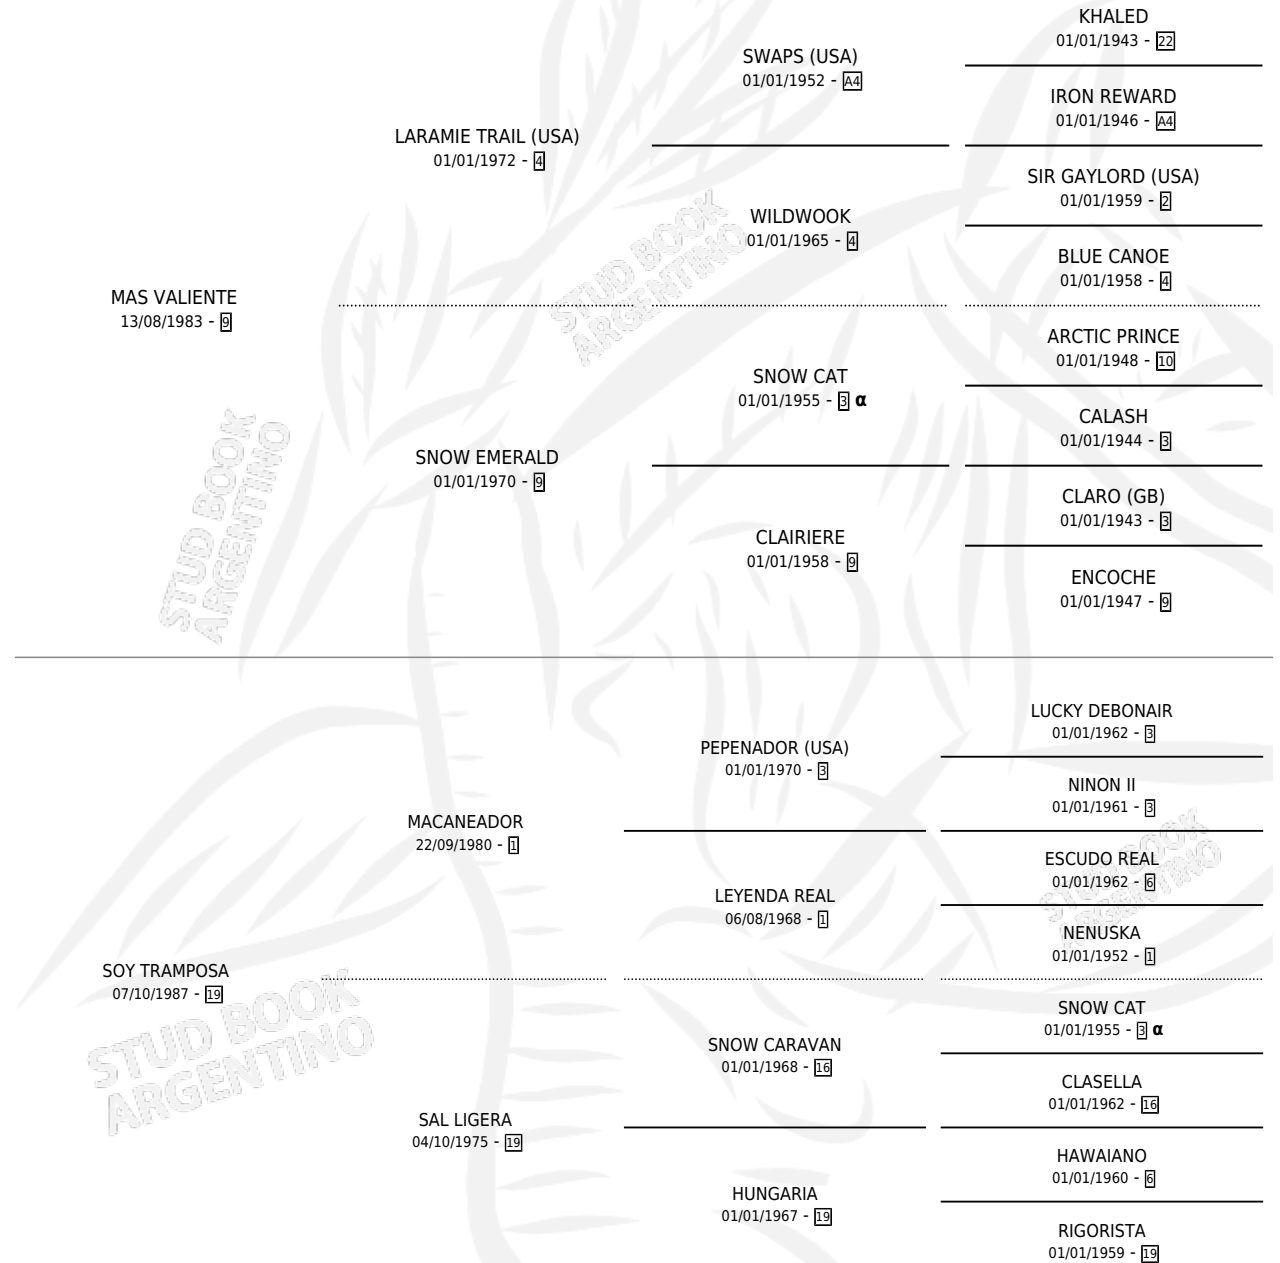 KHALED
01/01/1943 - 22
SWAPS (USA)
01/01/1952 - A4
IRON REWARD
01/01/1946 - A4
LARAMIE TRAIL (USA)
01/01/1972 - 4
SIR GAYLORD (USA)
01/01/1959 - 2
WILDWOOK
01/01/1965 - 4
BLUE CANOE
01/01/1958 - 4
MAS VALIENTE
13/08/1983 - 9
ARCTIC PRINCE
01/01/1948 - 10
SNOW CAT
01/01/1955 - 3 α
CALASH
01/01/1944 - 3
SNOW EMERALD
01/01/1970 - 9
CLARO (GB)
01/01/1943 - 3
CLAIRIERE
01/01/1958 - 9
ENCOCHE
01/01/1947 - 9
STUD BOOK
ARGENTINO
STUD BOOK
ARGENTINO
LUCKY DEBONAIR
01/01/1962 - 3
PEPENADOR (USA)
01/01/1970 - 3
NINON II
01/01/1961 - 3
MACANEADOR
22/09/1980 - 1
ESCUDO REAL
01/01/1962 - 6
LEYENDA REAL
06/08/1968 - 1
NENUSKA
01/01/1952 - 1
SOY TRAMPOSA
07/10/1987 - 19
SNOW CAT
01/01/1955 - 3 α
SNOW CARAVAN
01/01/1968 - 16
CLASELLA
01/01/1962 - 16
SAL LIGERA
04/10/1975 - 19
HAWAIANO
01/01/1960 - 6
HUNGARIA
01/01/1967 - 19
RIGORISTA
01/01/1959 - 19
STUD BOOK
ARGENTINO
STUD BOOK
ARGENTINO